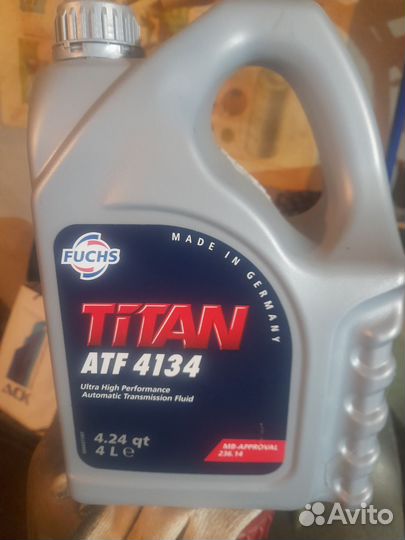 FUCHS
MADE IN GERMANY
TITAN
ATF 4134
Ultra High Performance
Automatic Transmission Fluid
4.24 qt
4 L ℮
MB-APPROVAL
236.14
Avito